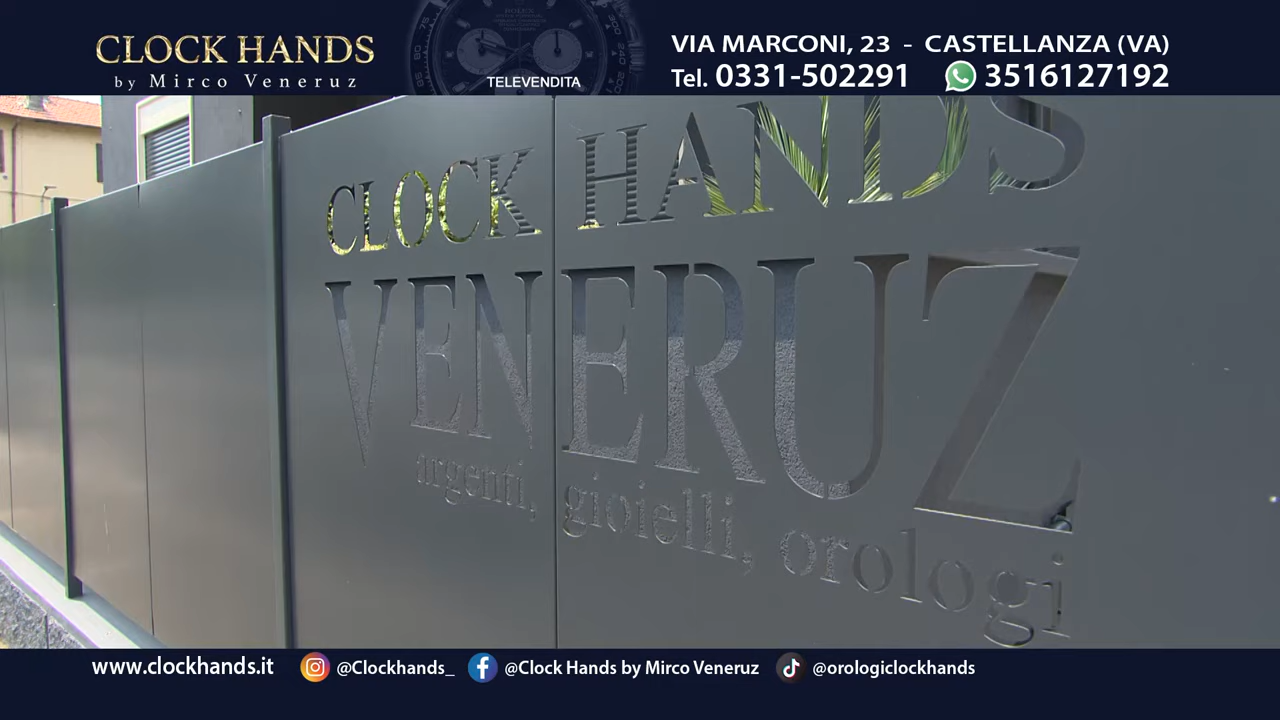 CLOCK HANDS
by Mirco Veneruz
TELEVENDITA
VIA MARCONI, 23 - CASTELLANZA (VA)
Tel. 0331-502291 3516127192
CLOCK HANDS
VENERUZ
argenti, gioielli, orologi
www.clockhands.it @Clockhands_ @Clock Hands by Mirco Veneruz @orologiclockhands